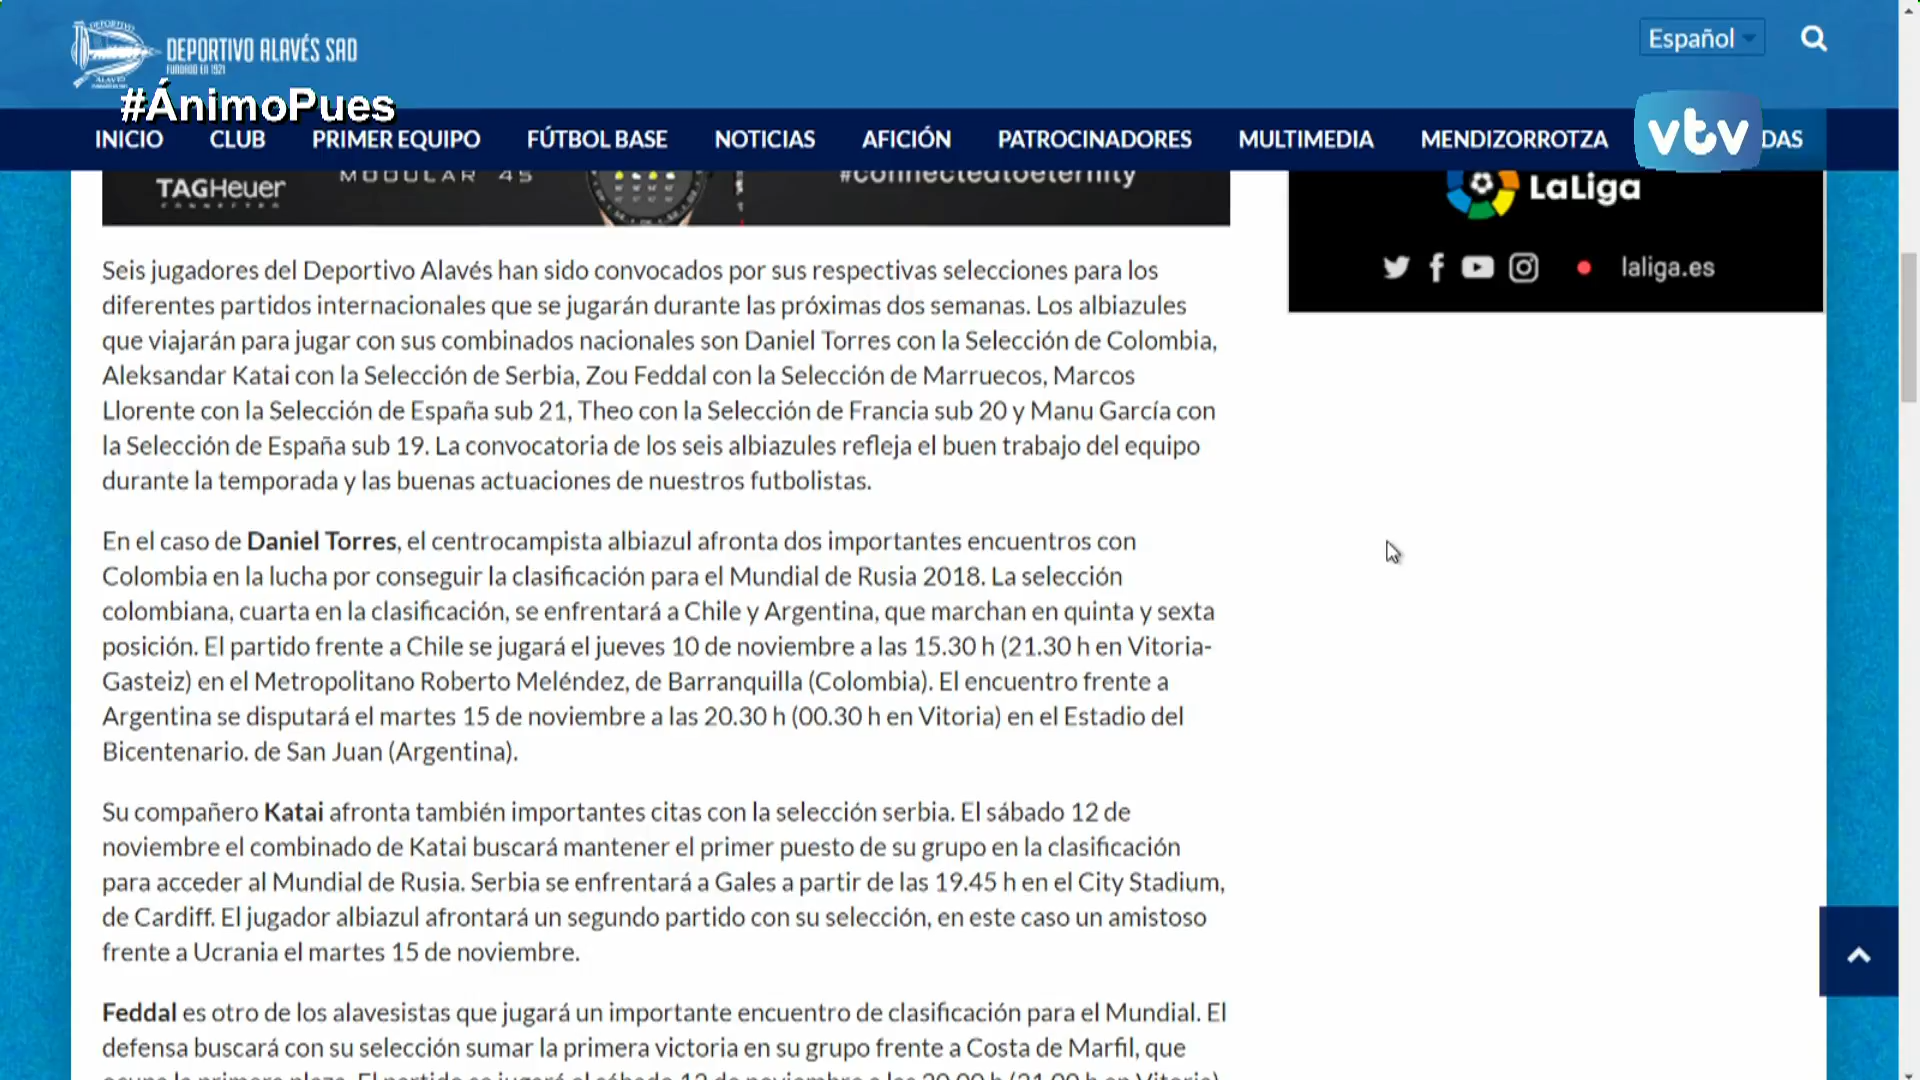 DEPORTIVO ALAVÉS SAD
FUNDADO EN 1921
Español
#ÁnimoPues
INICIO CLUB PRIMER EQUIPO FÚTBOL BASE NOTICIAS AFICIÓN PATROCINADORES MULTIMEDIA MENDIZORROTZA DAS
vtv
TAGHeuer MODULAR 45 #connectedtoeternity
LaLiga
laliga.es
Seis jugadores del Deportivo Alavés han sido convocados por sus respectivas selecciones para los
diferentes partidos internacionales que se jugarán durante las próximas dos semanas. Los albiazules
que viajarán para jugar con sus combinados nacionales son Daniel Torres con la Selección de Colombia,
Aleksandar Katai con la Selección de Serbia, Zou Feddal con la Selección de Marruecos, Marcos
Llorente con la Selección de España sub 21, Theo con la Selección de Francia sub 20 y Manu García con
la Selección de España sub 19. La convocatoria de los seis albiazules refleja el buen trabajo del equipo
durante la temporada y las buenas actuaciones de nuestros futbolistas.
En el caso de Daniel Torres, el centrocampista albiazul afronta dos importantes encuentros con
Colombia en la lucha por conseguir la clasificación para el Mundial de Rusia 2018. La selección
colombiana, cuarta en la clasificación, se enfrentará a Chile y Argentina, que marchan en quinta y sexta
posición. El partido frente a Chile se jugará el jueves 10 de noviembre a las 15.30 h (21.30 h en Vitoria-
Gasteiz) en el Metropolitano Roberto Meléndez, de Barranquilla (Colombia). El encuentro frente a
Argentina se disputará el martes 15 de noviembre a las 20.30 h (00.30 h en Vitoria) en el Estadio del
Bicentenario. de San Juan (Argentina).
Su compañero Katai afronta también importantes citas con la selección serbia. El sábado 12 de
noviembre el combinado de Katai buscará mantener el primer puesto de su grupo en la clasificación
para acceder al Mundial de Rusia. Serbia se enfrentará a Gales a partir de las 19.45 h en el City Stadium,
de Cardiff. El jugador albiazul afrontará un segundo partido con su selección, en este caso un amistoso
frente a Ucrania el martes 15 de noviembre.
Feddal es otro de los alavesistas que jugará un importante encuentro de clasificación para el Mundial. El
defensa buscará con su selección sumar la primera victoria en su grupo frente a Costa de Marfil, que